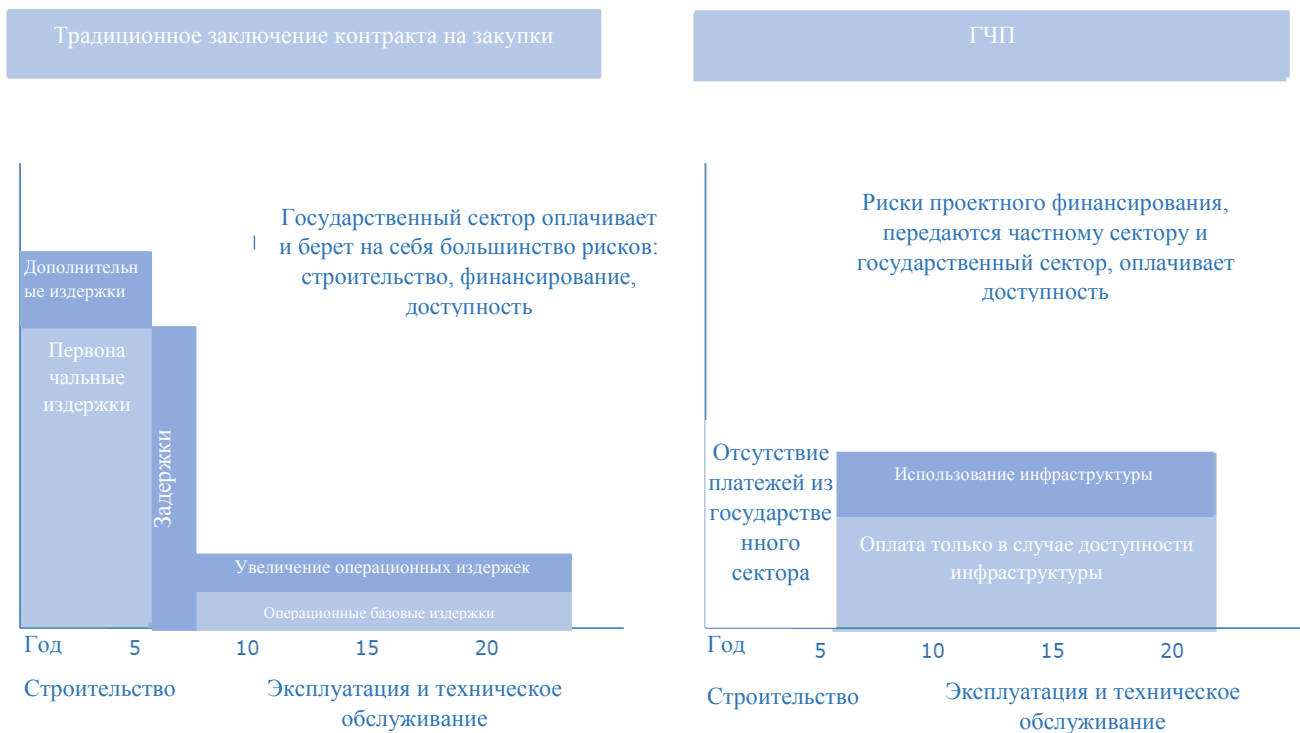 Традиционное заключение контракта на закупки
Государственный сектор оплачивает
и берет на себя большинство рисков:
строительство, финансирование,
доступность
Дополнительн
ые издержки
Первона
чальные
издержки
Задержки
Увеличение операционных издержек
Операционные базовые издержки
Год 5 10 15 20
Строительство
Эксплуатация и техническое
обслуживание
ГЧП
Риски проектного финансирования,
передаются частному сектору и
государственный сектор, оплачивает
доступность
Отсутствие
платежей из
государстве
нного
сектора
Использование инфраструктуры
Оплата только в случае доступности
инфраструктуры
Год 5 10 15 20
Строительство
Эксплуатация и техническое
обслуживание